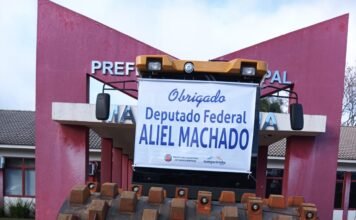 PREF PAL
Obrigado
Deputado Federal
ALIEL MACHADO